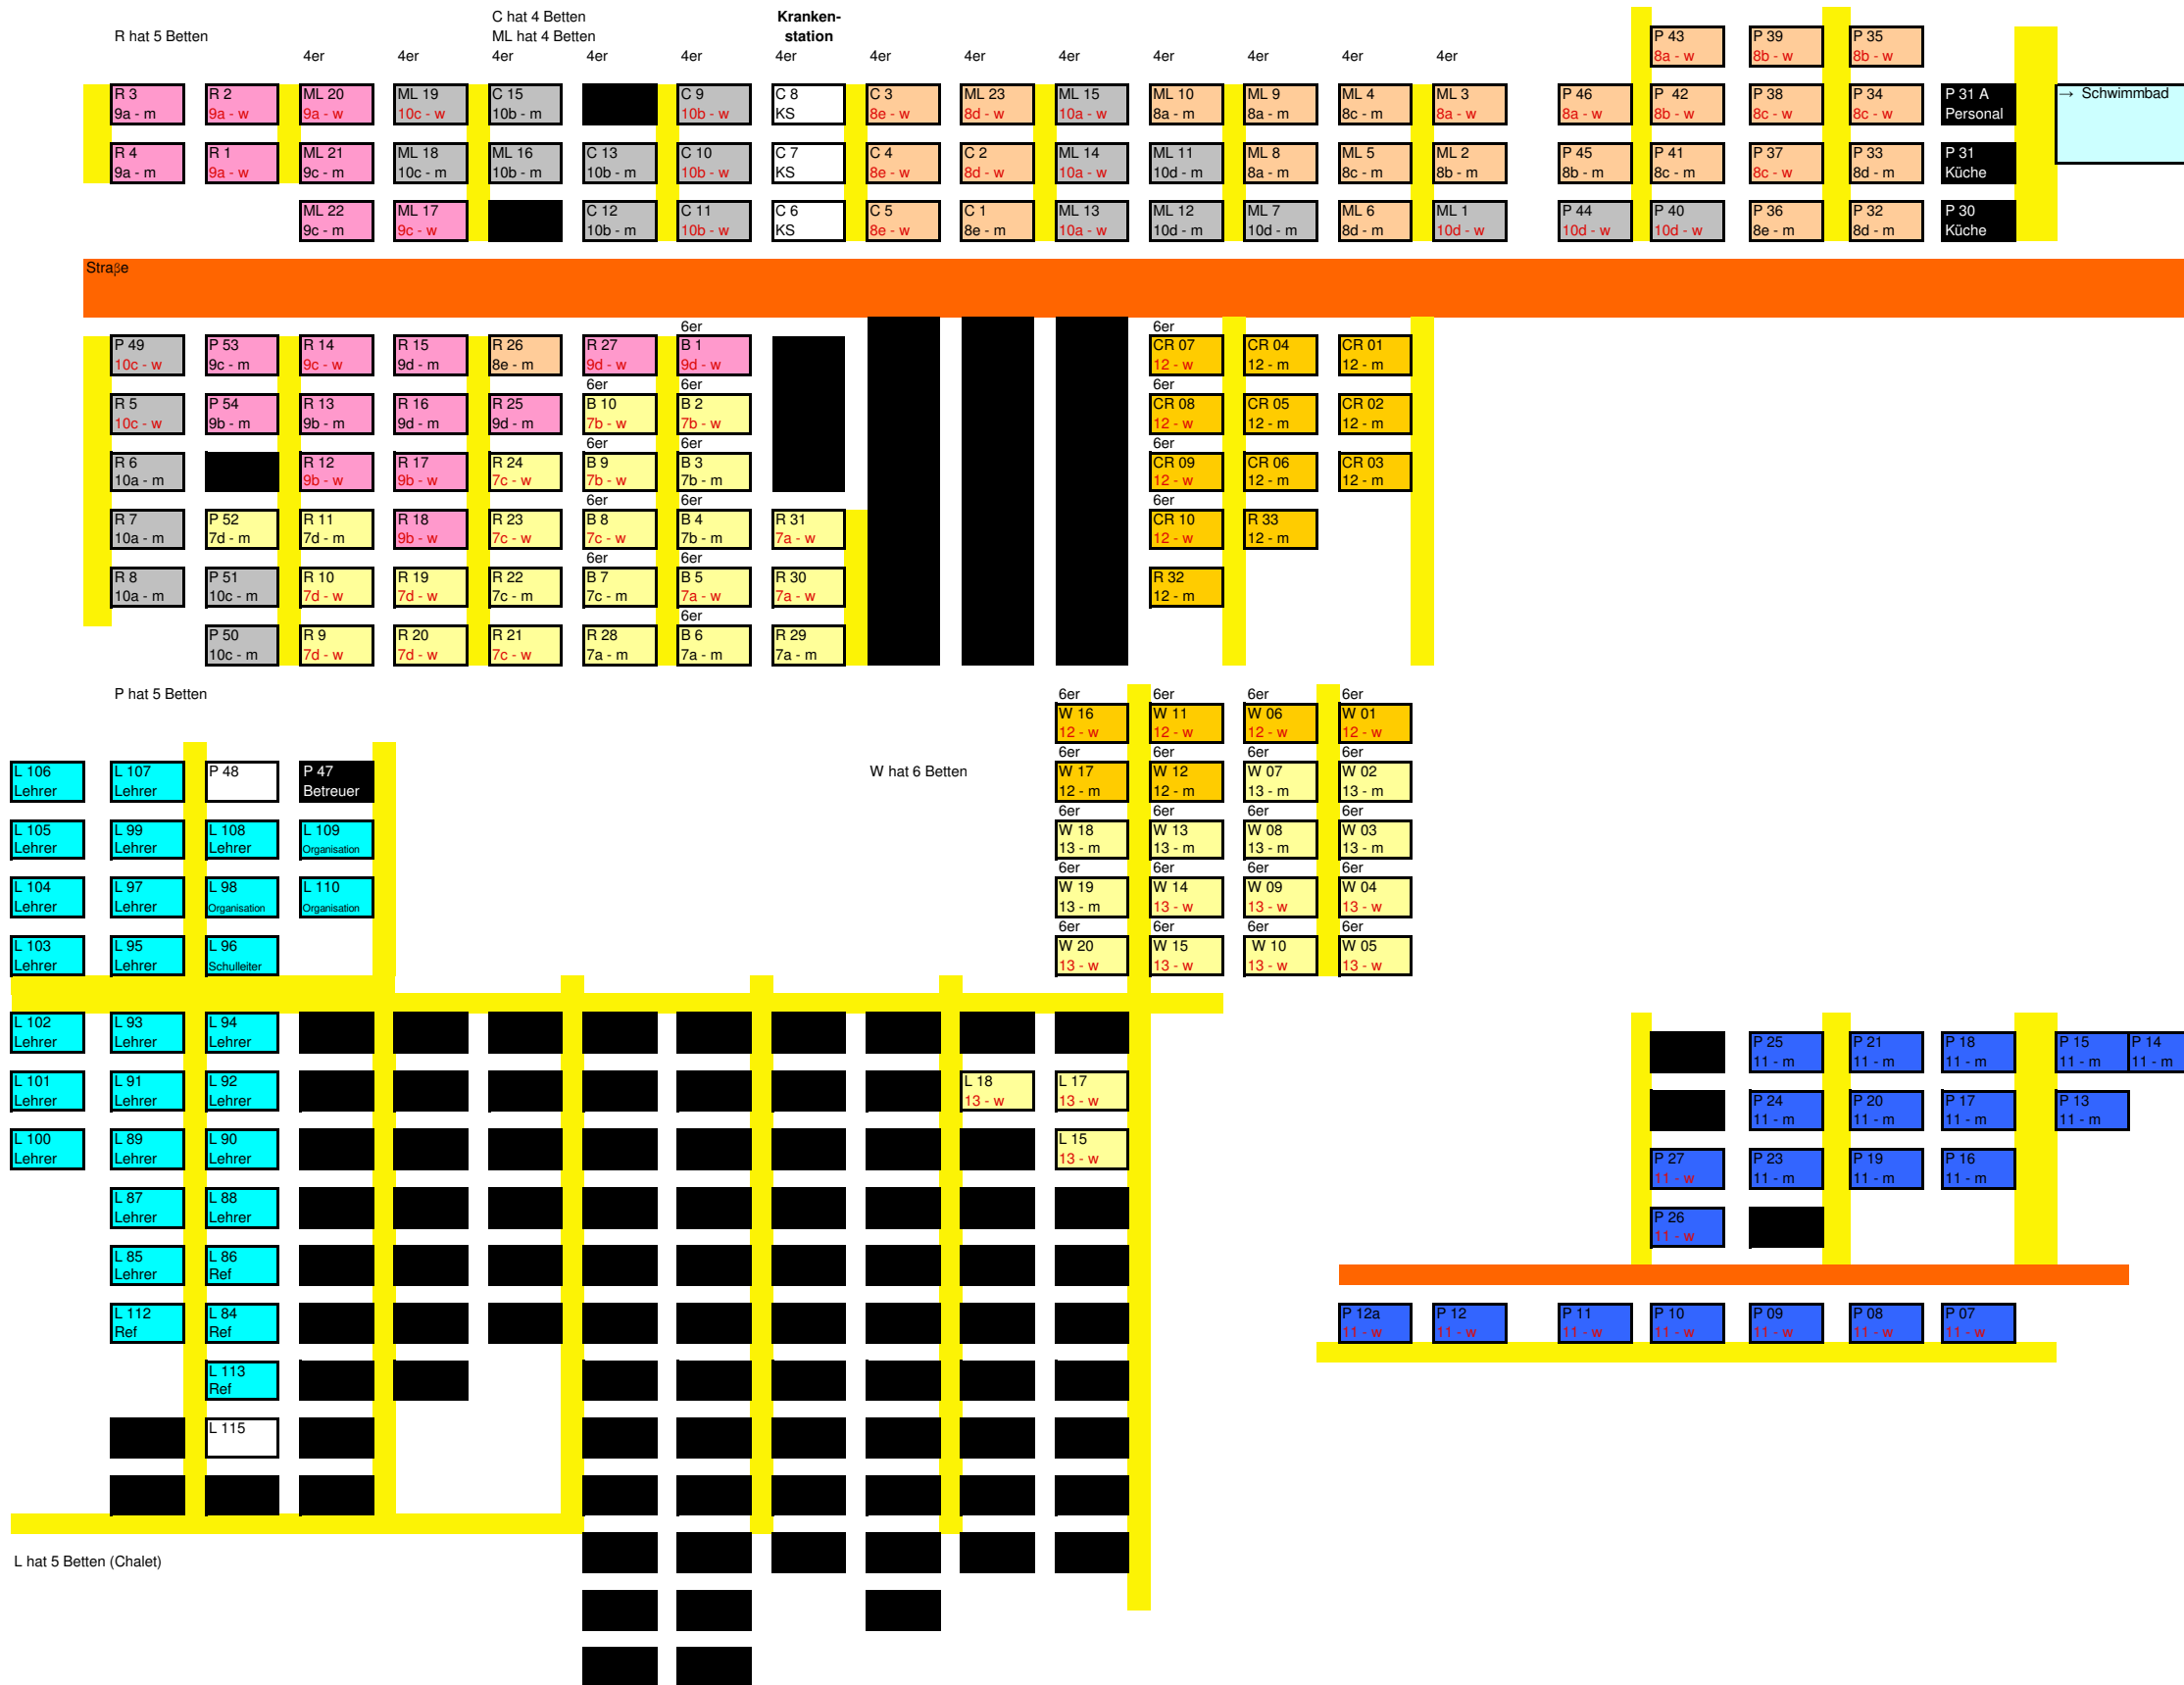 C hat 4 Betten
Kranken-
R hat 5 Betten
ML hat 4 Betten
station
4er 4er 4er 4er 4er 4er 4er 4er 4er 4er 4er 4er 4er
P 43 P 39 P 35
8a - w 8b - w 8b - w
R 3 R 2 ML 20 ML 19 C 15 C 9 C 8 C 3 ML 23 ML 15 ML 10 ML 9 ML 4 ML 3 P 46 P 42 P 38 P 34 P 31 A → Schwimmbad
9a - m 9a - w 9a - w 10c - w 10b - m 10b - w KS 8e - w 8d - w 10a - w 8a - m 8a - m 8c - m 8a - w 8a - w 8b - w 8c - w 8c - w Personal
R 4 R 1 ML 21 ML 18 ML 16 C 13 C 10 C 7 C 4 C 2 ML 14 ML 11 ML 8 ML 5 ML 2 P 45 P 41 P 37 P 33 P 31
9a - m 9a - w 9c - m 10c - m 10b - m 10b - m 10b - w KS 8e - w 8d - w 10a - w 10d - m 8a - m 8c - m 8b - m 8b - m 8c - m 8c - w 8d - m Küche
ML 22 ML 17 C 12 C 11 C 6 C 5 C 1 ML 13 ML 12 ML 7 ML 6 ML 1 P 44 P 40 P 36 P 32 P 30
9c - m 9c - w 10b - m 10b - w KS 8e - w 8e - m 10a - w 10d - m 10d - m 8d - m 10d - w 10d - w 10d - w 8e - m 8d - m Küche
Straβe
6er 6er
P 49 P 53 R 14 R 15 R 26 R 27 B 1 CR 07 CR 04 CR 01
10c - w 9c - m 9c - w 9d - m 8e - m 9d - w 9d - w 12 - w 12 - m 12 - m
6er 6er 6er
R 5 P 54 R 13 R 16 R 25 B 10 B 2 CR 08 CR 05 CR 02
10c - w 9b - m 9b - m 9d - m 9d - m 7b - w 7b - w 12 - w 12 - m 12 - m
6er 6er 6er
R 6 R 12 R 17 R 24 B 9 B 3 CR 09 CR 06 CR 03
10a - m 9b - w 9b - w 7c - w 7b - w 7b - m 12 - w 12 - m 12 - m
6er 6er 6er
R 7 P 52 R 11 R 18 R 23 B 8 B 4 R 31 CR 10 R 33
10a - m 7d - m 7d - m 9b - w 7c - w 7c - w 7b - m 7a - w 12 - w 12 - m
6er 6er
R 8 P 51 R 10 R 19 R 22 B 7 B 5 R 30 R 32
10a - m 10c - m 7d - w 7d - w 7c - m 7c - m 7a - w 7a - w 12 - m
6er
P 50 R 9 R 20 R 21 R 28 B 6 R 29
10c - m 7d - w 7d - w 7c - w 7a - m 7a - m 7a - m
P hat 5 Betten 6er 6er 6er 6er
W 16 W 11 W 06 W 01
12 - w 12 - w 12 - w 12 - w
6er 6er 6er 6er
L 106 L 107 P 48 P 47 W hat 6 Betten W 17 W 12 W 07 W 02
Lehrer Lehrer Betreuer 12 - m 12 - m 13 - m 13 - m
6er 6er 6er 6er
L 105 L 99 L 108 L 109 W 18 W 13 W 08 W 03
Lehrer Lehrer Lehrer Organisation 13 - m 13 - m 13 - m 13 - m
6er 6er 6er 6er
L 104 L 97 L 98 L 110 W 19 W 14 W 09 W 04
Lehrer Lehrer Organisation Organisation 13 - m 13 - w 13 - w 13 - w
6er 6er 6er 6er
L 103 L 95 L 96 W 20 W 15 W 10 W 05
Lehrer Lehrer Schulleiter 13 - w 13 - w 13 - w 13 - w
L 102 L 93 L 94
Lehrer Lehrer Lehrer
P 25 P 21 P 18 P 15 P 14
11 - m 11 - m 11 - m 11 - m 11 - m
L 101 L 91 L 92 L 18 L 17
Lehrer Lehrer Lehrer 13 - w 13 - w
P 24 P 20 P 17 P 13
11 - m 11 - m 11 - m 11 - m
L 100 L 89 L 90 L 15
Lehrer Lehrer Lehrer 13 - w
P 27 P 23 P 19 P 16
11 - w 11 - m 11 - m 11 - m
L 87 L 88
Lehrer Lehrer
P 26
11 - w
L 85 L 86
Lehrer Ref
L 112 L 84 P 12a P 12 P 11 P 10 P 09 P 08 P 07
Ref Ref 11 - w 11 - w 11 - w 11 - w 11 - w 11 - w 11 - w
L 113
Ref
L 115
L hat 5 Betten (Chalet)